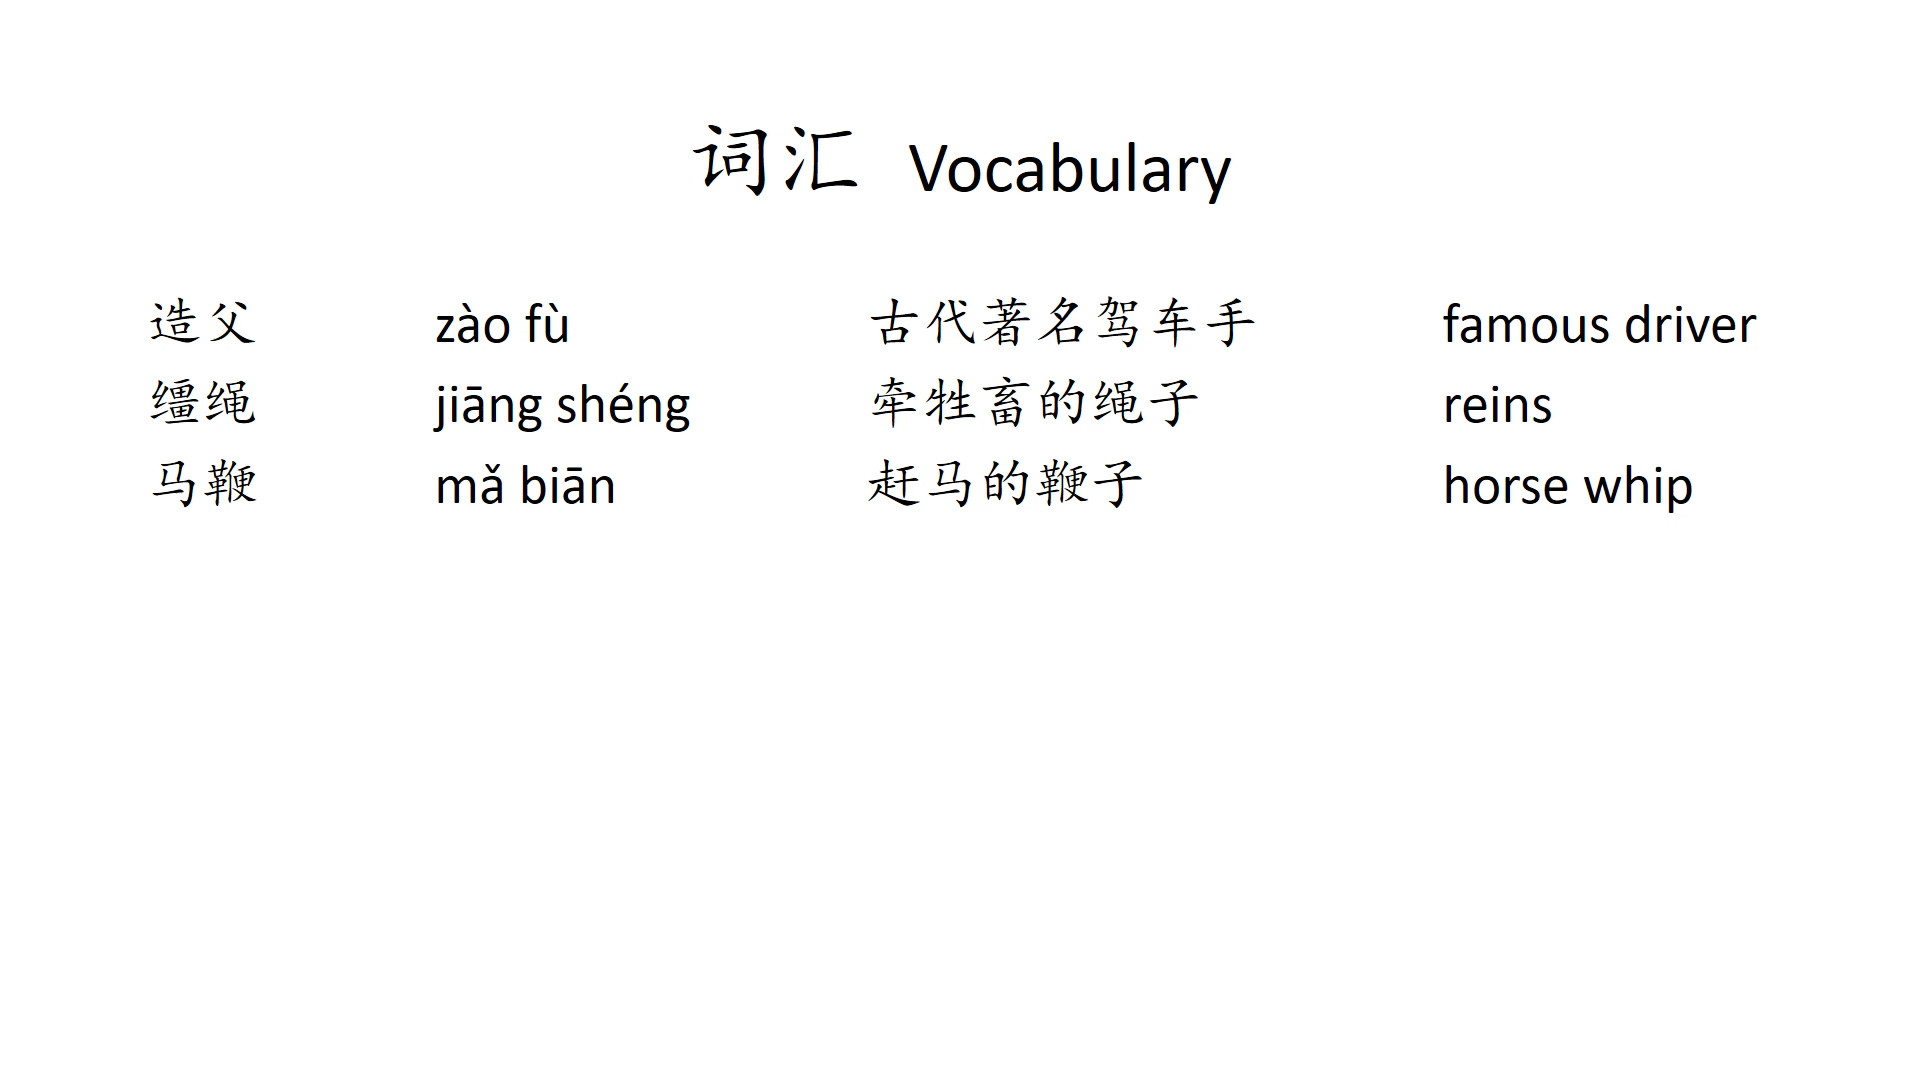 词汇 Vocabulary
造父 zào fù 古代著名驾车手 famous driver
缰绳 jiāng shéng 牵牲畜的绳子 reins
马鞭 mǎ biān 赶马的鞭子 horse whip